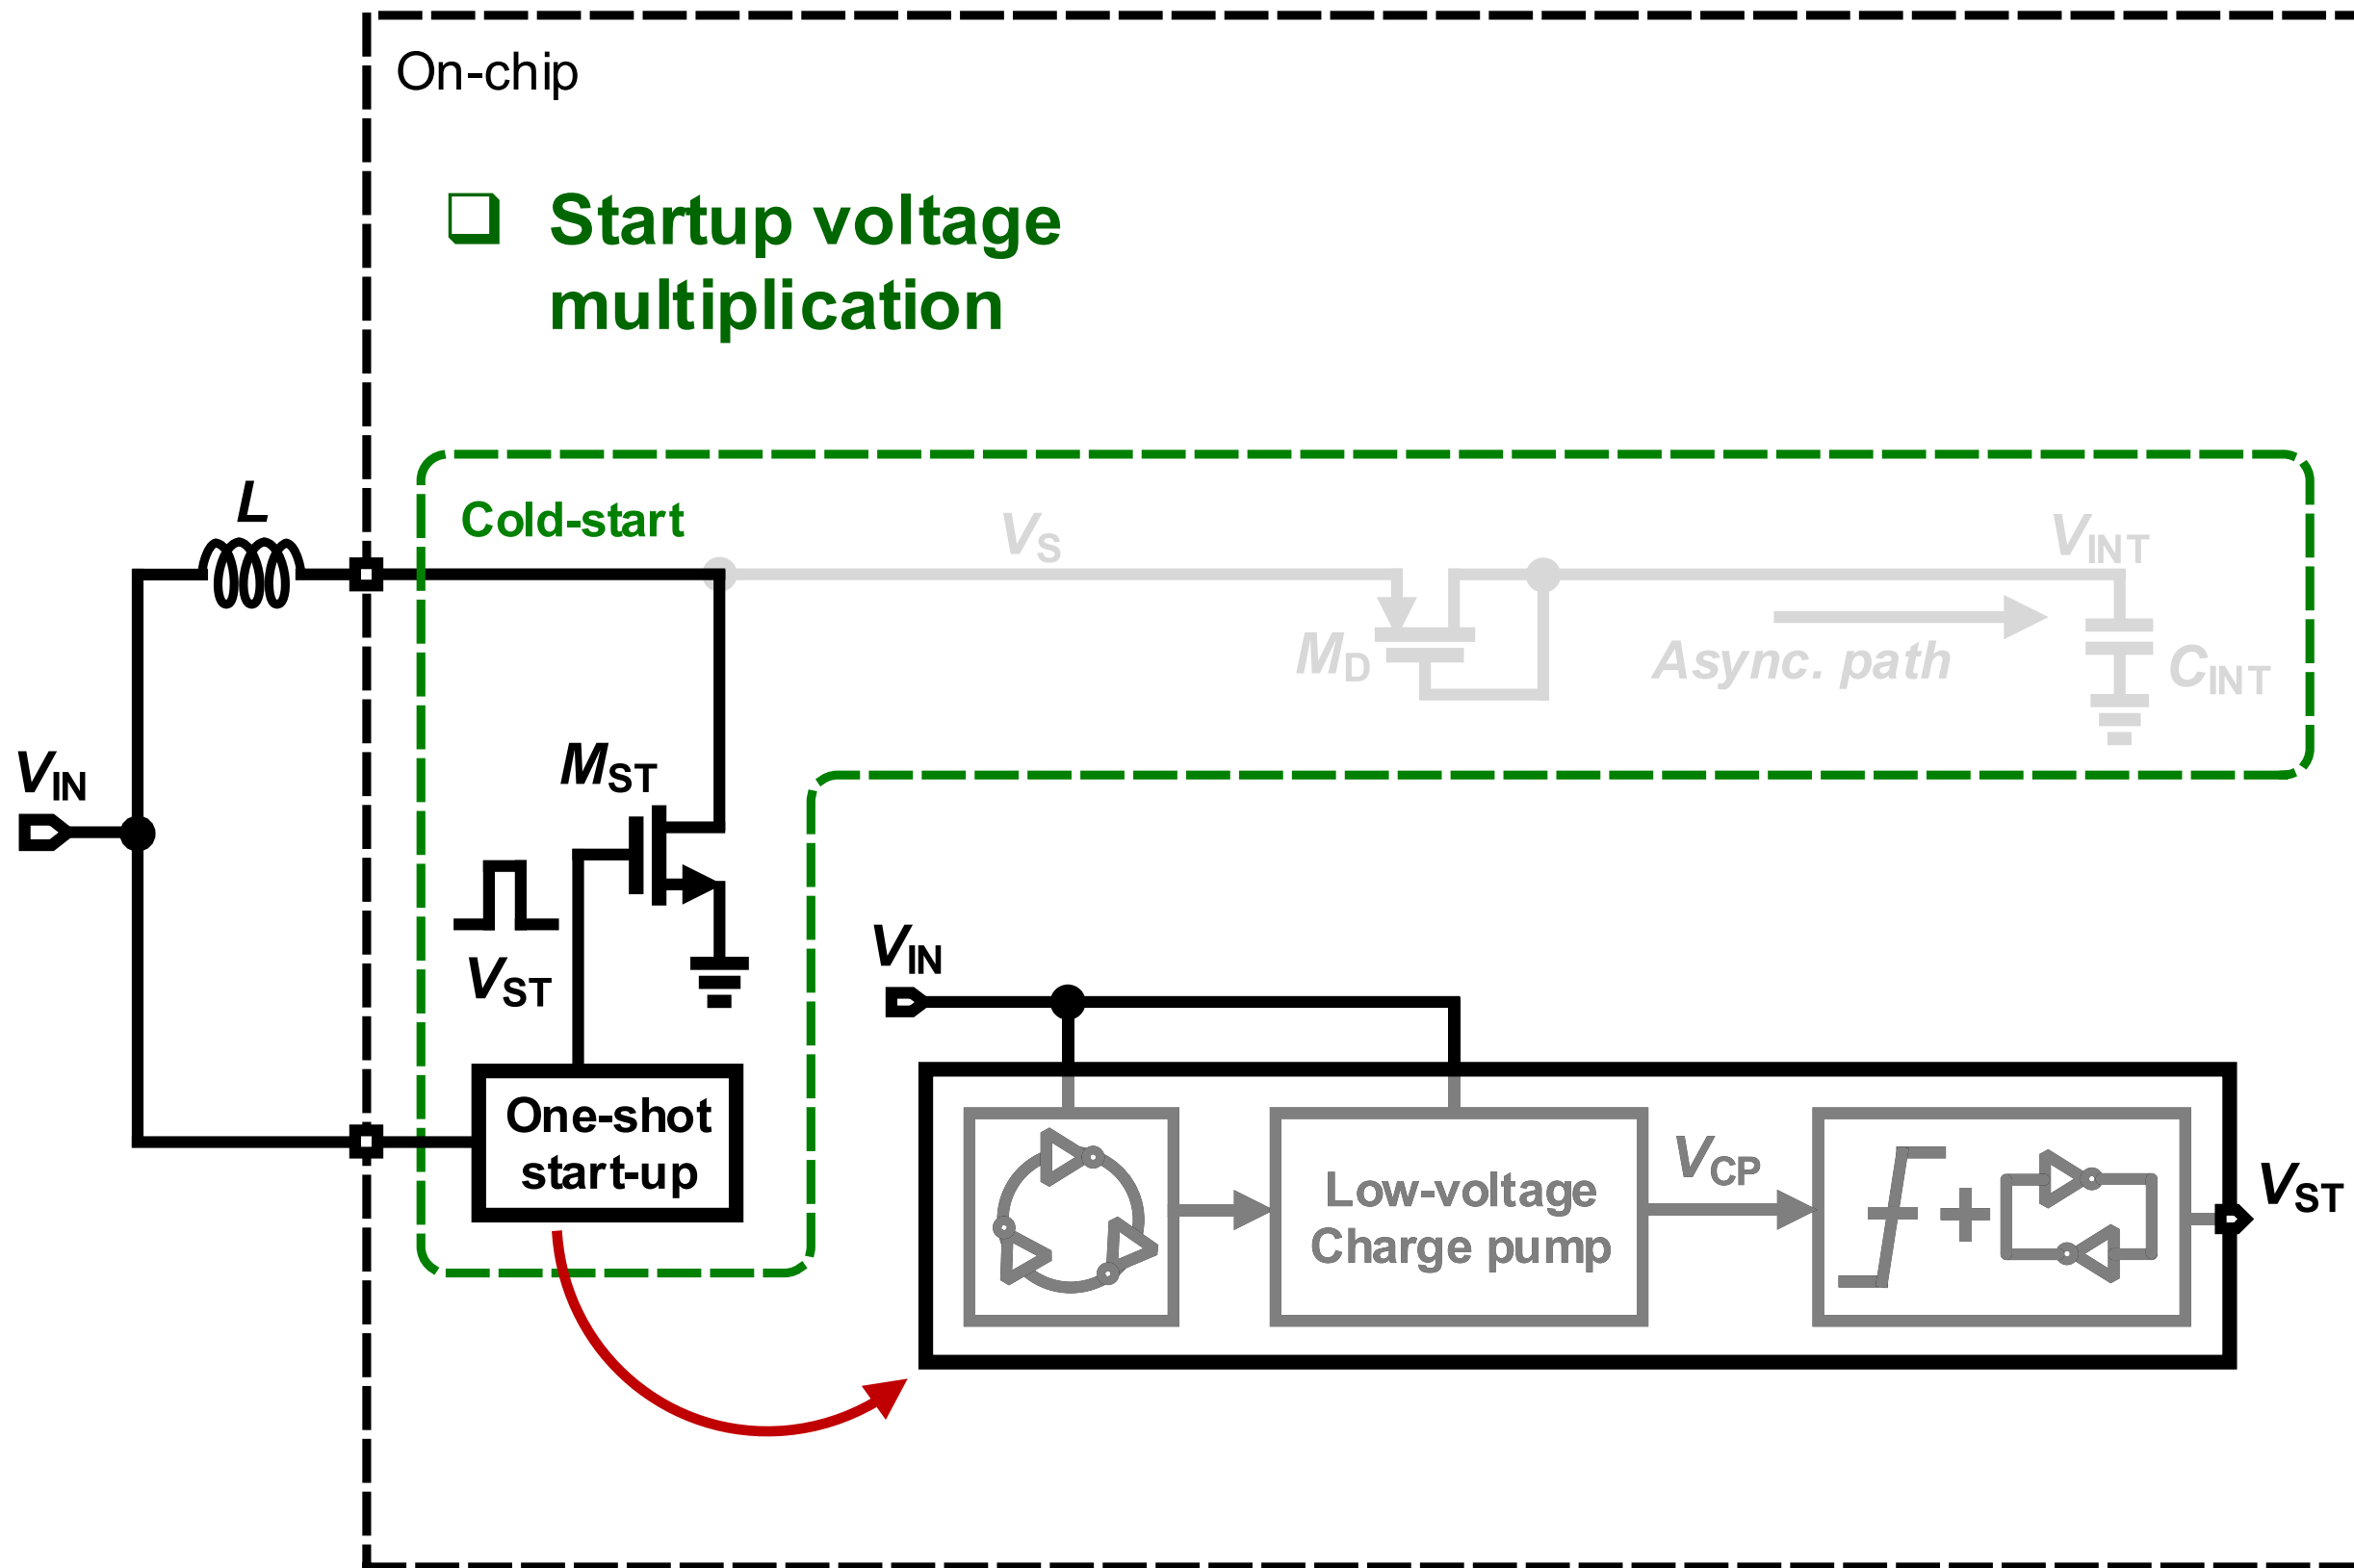 On-chip
❑ Startup voltage
multiplication
L
Cold-start
VS
VINT
MD
Async. path
CINT
VIN
MST
VST
VIN
One-shot
start-up
Low-voltage
Charge pump
VCP
VST